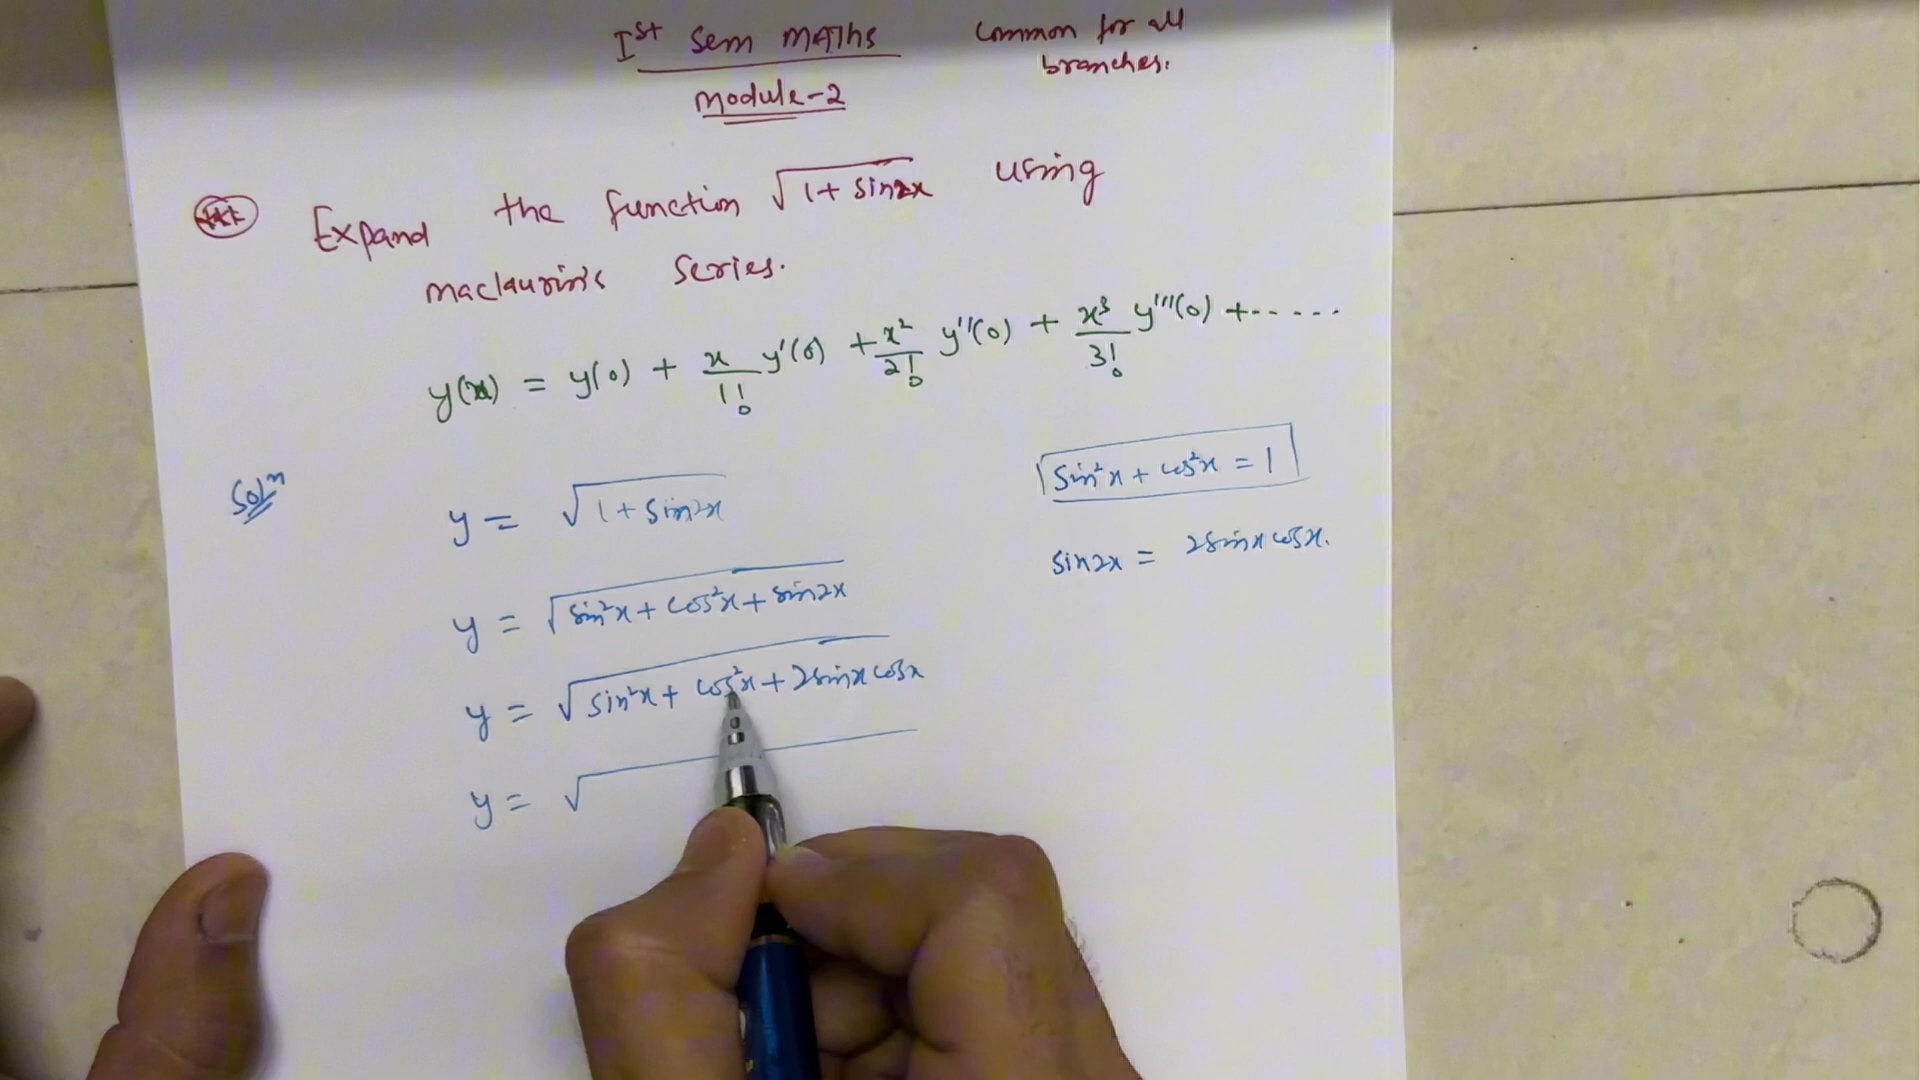 Ist Sem MAThs
Common for all
branches.
Module-2
Expand the function √1+ sin2x using
maclaurin's series.
y(x) = y(0) + x/1! y'(0) + x²/2! y''(0) + x³/3! y'''(0) +......
Soln
y = √1+ sin2x
sin²x + cos²x = 1
sin2x = 2sinx cosx.
y = √sin²x + cos²x + sin2x
y = √sin²x + cos²x + 2sinx cosx
y = √